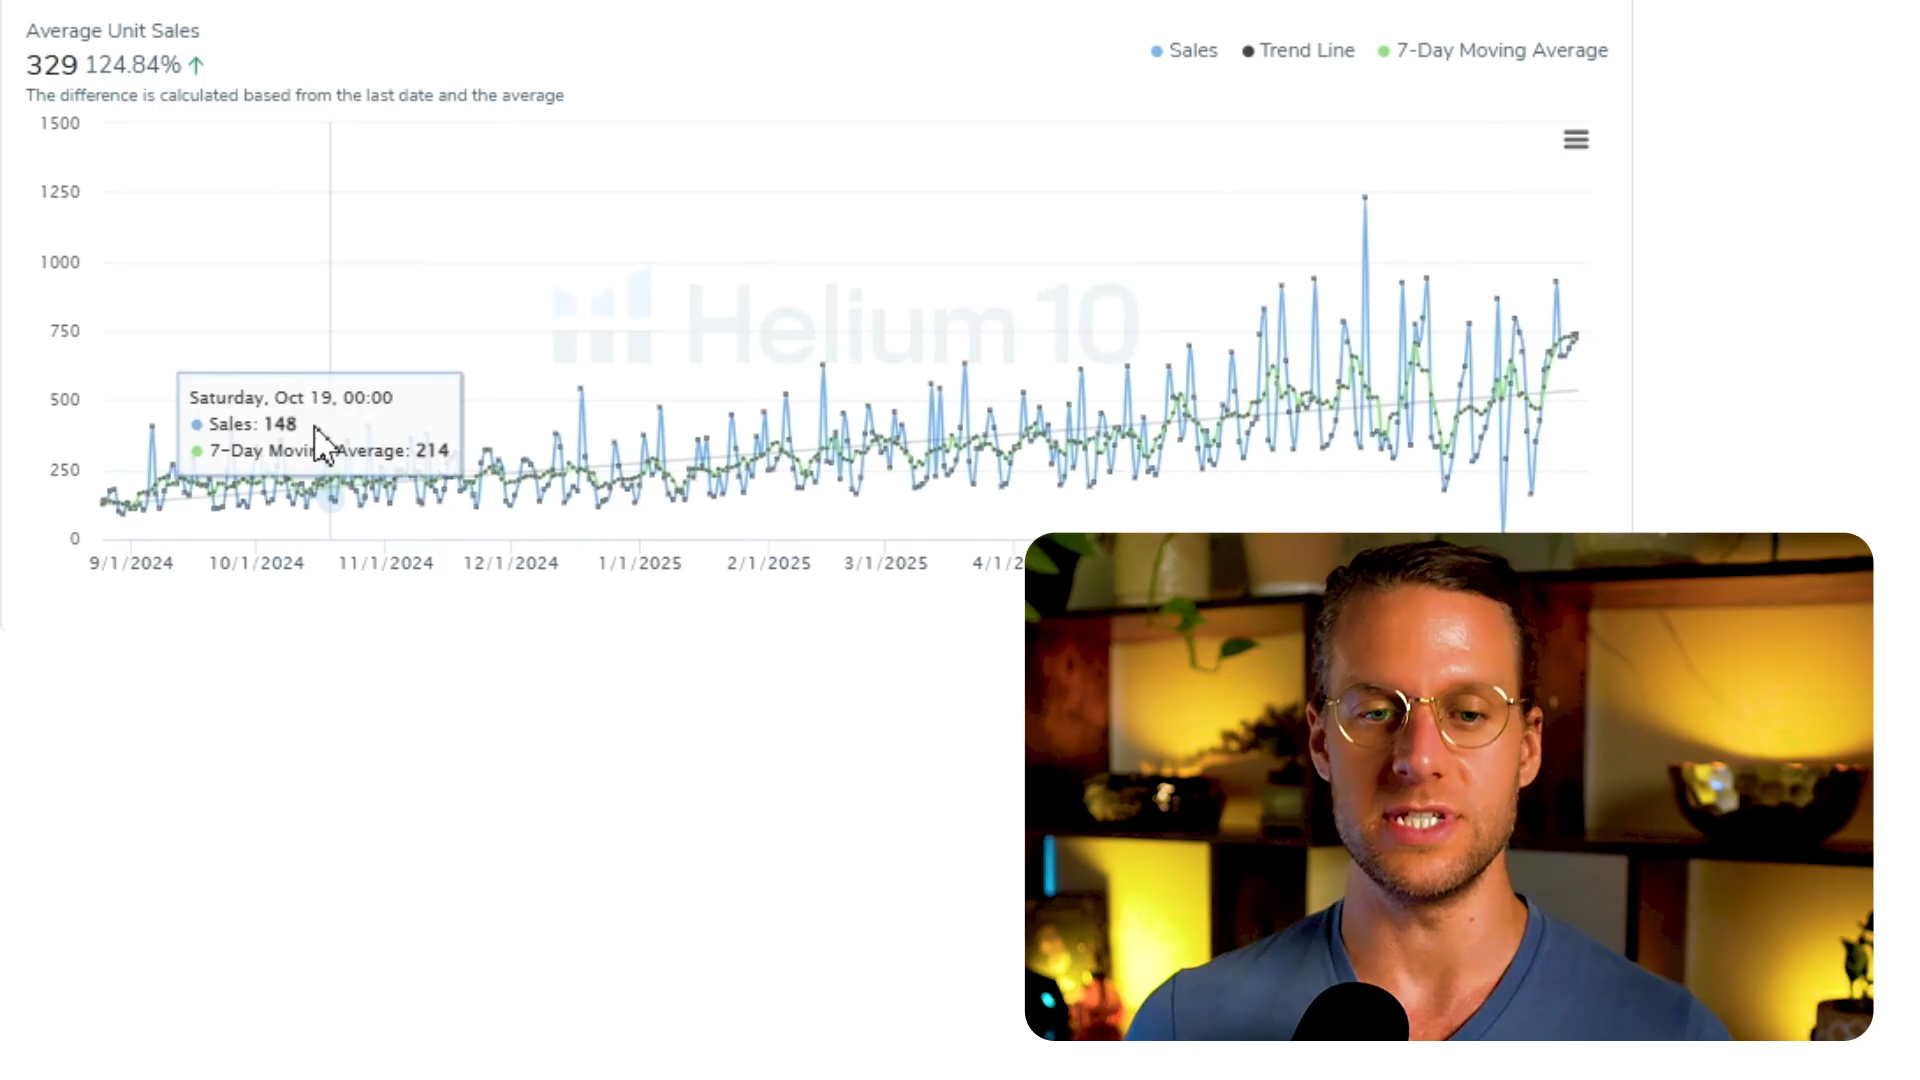 Average Unit Sales
329 124.84% ↑
The difference is calculated based from the last date and the average
Sales Trend Line 7-Day Moving Average
1500
1250
1000
750
500
250
0
Helium 10
Saturday, Oct 19, 00:00
Sales: 148
7-Day Average: 214
9/1/2024 10/1/2024 11/1/2024 12/1/2024 1/1/2025 2/1/2025 3/1/2025 4/1/2